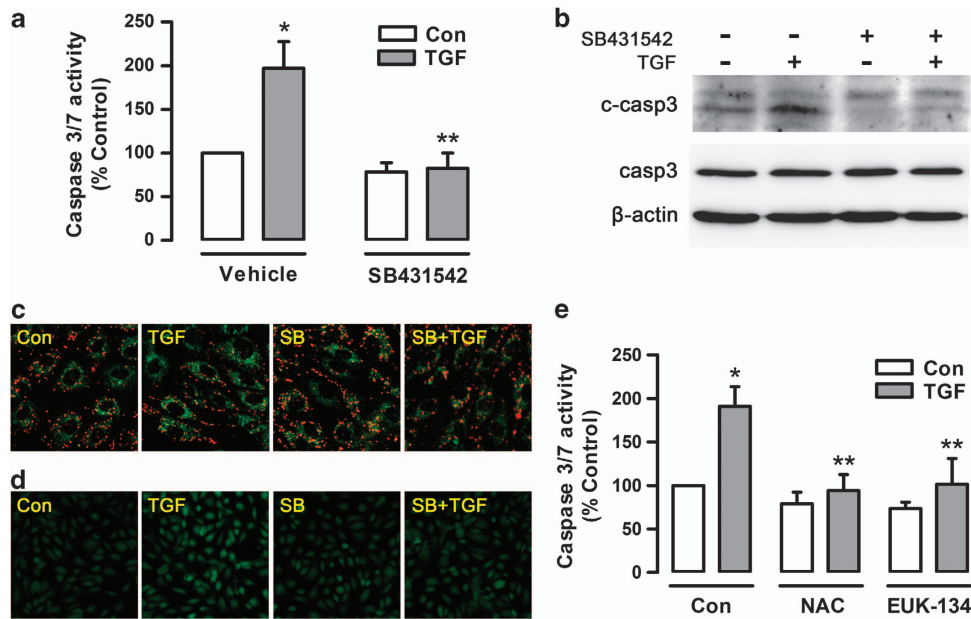 a
Caspase 3/7 activity
(% Control)
250
200
150
100
50
0
*
**
Con
TGF
Vehicle
SB431542
b
SB431542 - - + +
TGF - + - +
c-casp3
casp3
β-actin
c
Con TGF SB SB+TGF
d
Con TGF SB SB+TGF
e
Caspase 3/7 activity
(% Control)
250
200
150
100
50
0
*
**
**
Con
TGF
Con
NAC
EUK-134